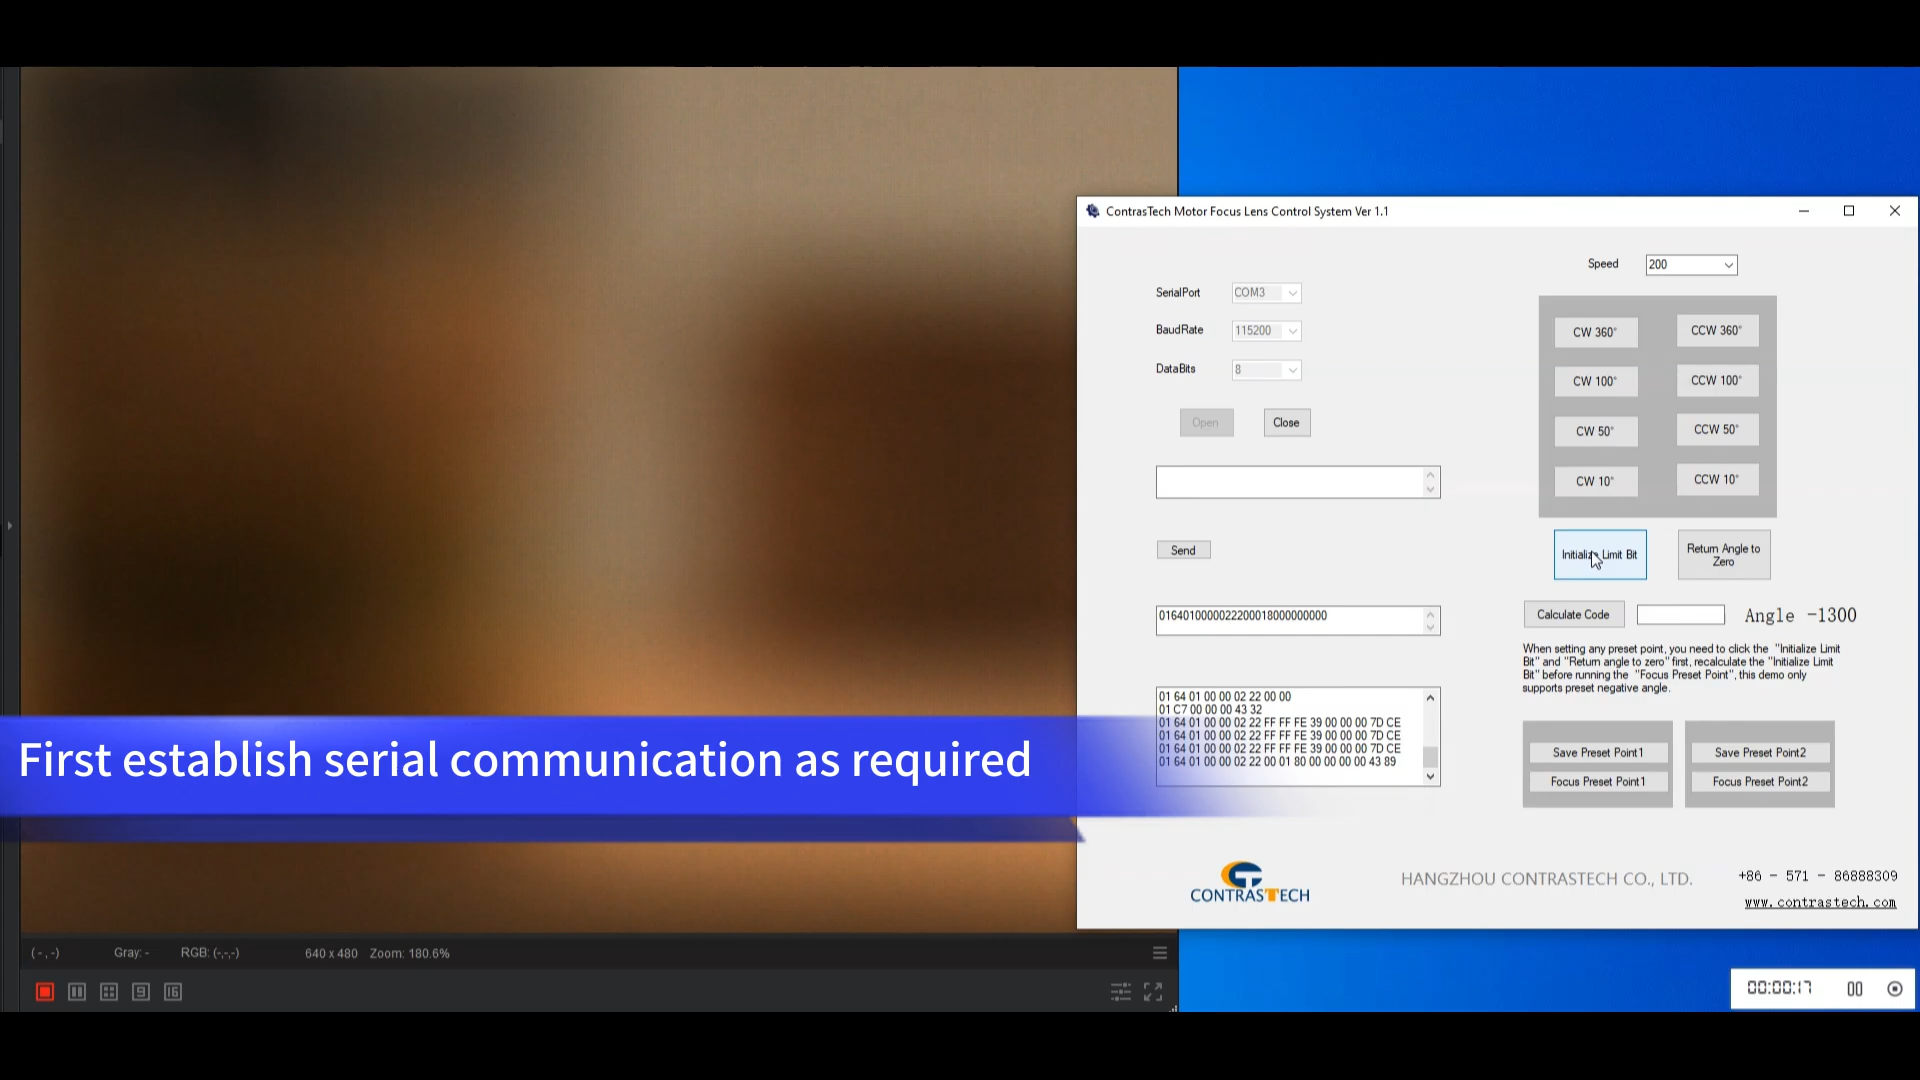 ContrasTech Motor Focus Lens Control System Ver 1.1
Speed 200
SerialPort COM3
BaudRate 115200
DataBits 8
Open Close
CW 360° CCW 360°
CW 100° CCW 100°
CW 50° CCW 50°
CW 10° CCW 10°
Send
Initialize Limit Bit
Return Angle to
Zero
0164010000022200018000000000
Calculate Code
Angle -1300
When setting any preset point, you need to click the "Initialize Limit
Bit" and "Return angle to zero" first, recalculate the "Initialize Limit
Bit" before running the "Focus Preset Point", this demo only
supports preset negative angle.
01 64 01 00 00 02 22 00 00
01 C7 00 00 00 43 32
01 64 01 00 00 02 22 FF FF FE 39 00 00 00 7D CE
01 64 01 00 00 02 22 FF FF FE 39 00 00 00 7D CE
01 64 01 00 00 02 22 FF FF FE 39 00 00 00 7D CE
01 64 01 00 00 02 22 00 01 80 00 00 00 00 43 89
Save Preset Point1
Focus Preset Point1
Save Preset Point2
Focus Preset Point2
First establish serial communication as required
CONTRASTECH
HANGZHOU CONTRASTECH CO., LTD.
+86 - 571 - 86888309
www.contrastech.com
( - , -) Gray: - RGB: (-,-,-) 640 x 480 Zoom: 180.6%
9 16
00:00:17